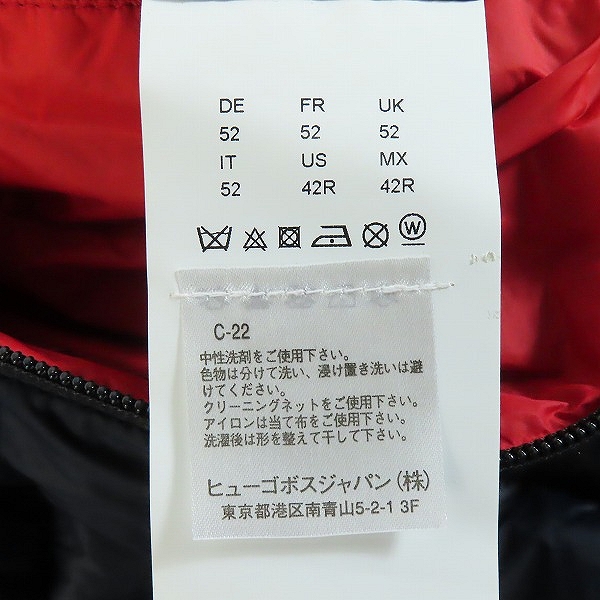 DE FR UK
52 52 52
IT US MX
52 42R 42R
W
C-22
中性洗剤をご使用下さい。
色物は分けて洗い、浸け置き洗いは避
けてください。
クリーニングネットをご使用下さい。
アイロンは当て布をご使用下さい。
洗濯後は形を整えて干して下さい。
ヒューゴボスジャパン(株)
東京都港区南青山5-2-1 3F